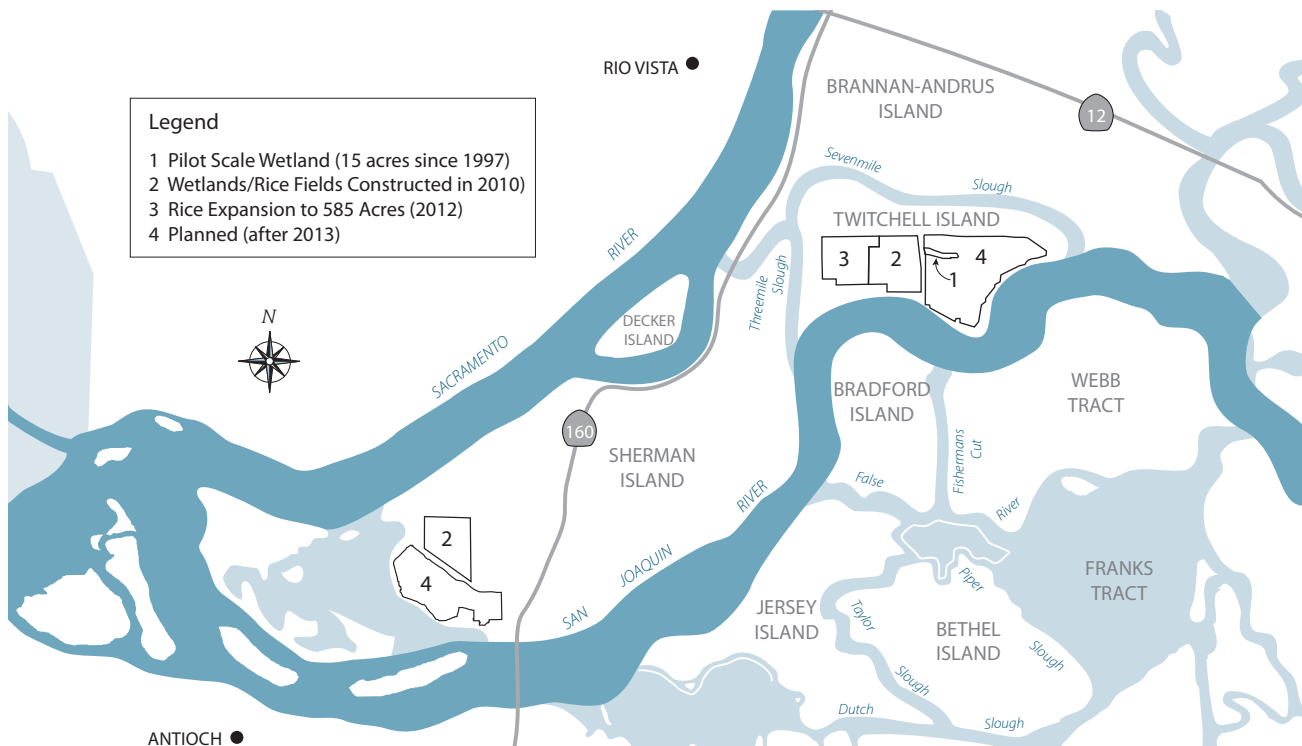 RIO VISTA
BRANNAN-ANDRUS
ISLAND
12
Legend
1 Pilot Scale Wetland (15 acres since 1997)
2 Wetlands/Rice Fields Constructed in 2010)
3 Rice Expansion to 585 Acres (2012)
4 Planned (after 2013)
Sevenmile
Slough
TWITCHELL ISLAND
3
2
4
1
RIVER
SACRAMENTO
Threemile
Slough
DECKER
ISLAND
N
BRADFORD
ISLAND
WEBB
TRACT
160
SHERMAN
ISLAND
Fishermans
Cut
False
River
RIVER
JOAQUIN
SAN
2
4
FRANKS
TRACT
Piper
Slough
JERSEY
ISLAND
Taylor
Slough
BETHEL
ISLAND
Dutch
Slough
ANTIOCH